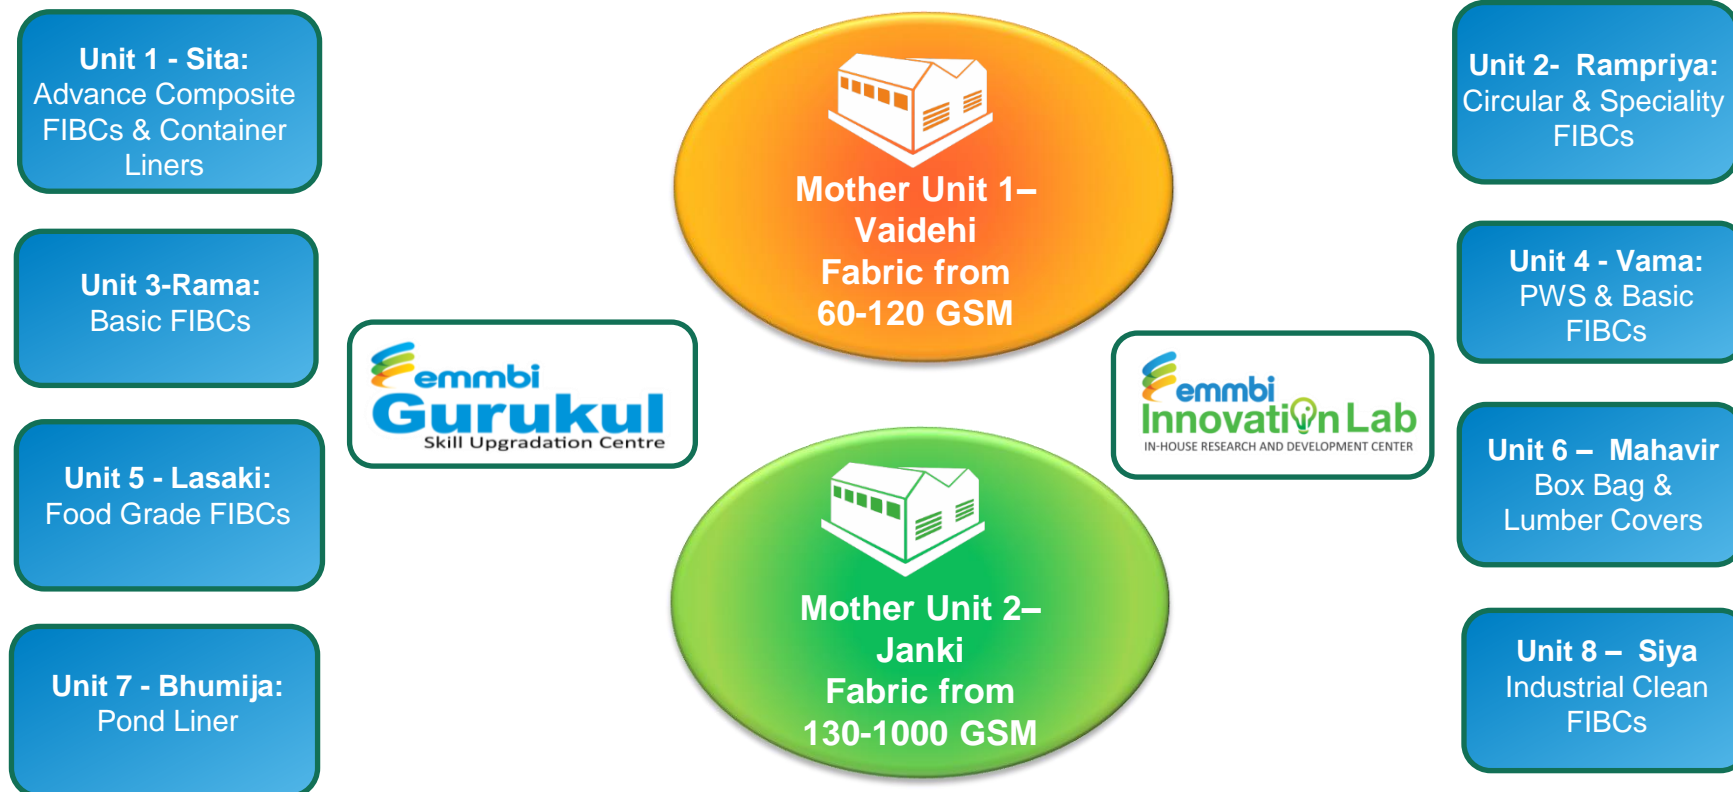 Unit 1 - Sita:
Advance Composite
FIBCs & Container
Liners
Mother Unit 1–
Vaidehi
Fabric from
60-120 GSM
Unit 2-  Rampriya:
Circular & Speciality
FIBCs
Unit 3-Rama:
Basic FIBCs
Unit 4 - Vama:
PWS & Basic
FIBCs
emmbi
Gurukul
Skill Upgradation Centre
emmbi
Innovation Lab
IN-HOUSE RESEARCH AND DEVELOPMENT CENTER
Unit 5 - Lasaki:
Food Grade FIBCs
Mother Unit 2–
Janki
Fabric from
130-1000 GSM
Unit 6 –  Mahavir
Box Bag &
Lumber Covers
Unit 7 - Bhumija:
Pond Liner
Unit 8 –  Siya
Industrial Clean
FIBCs